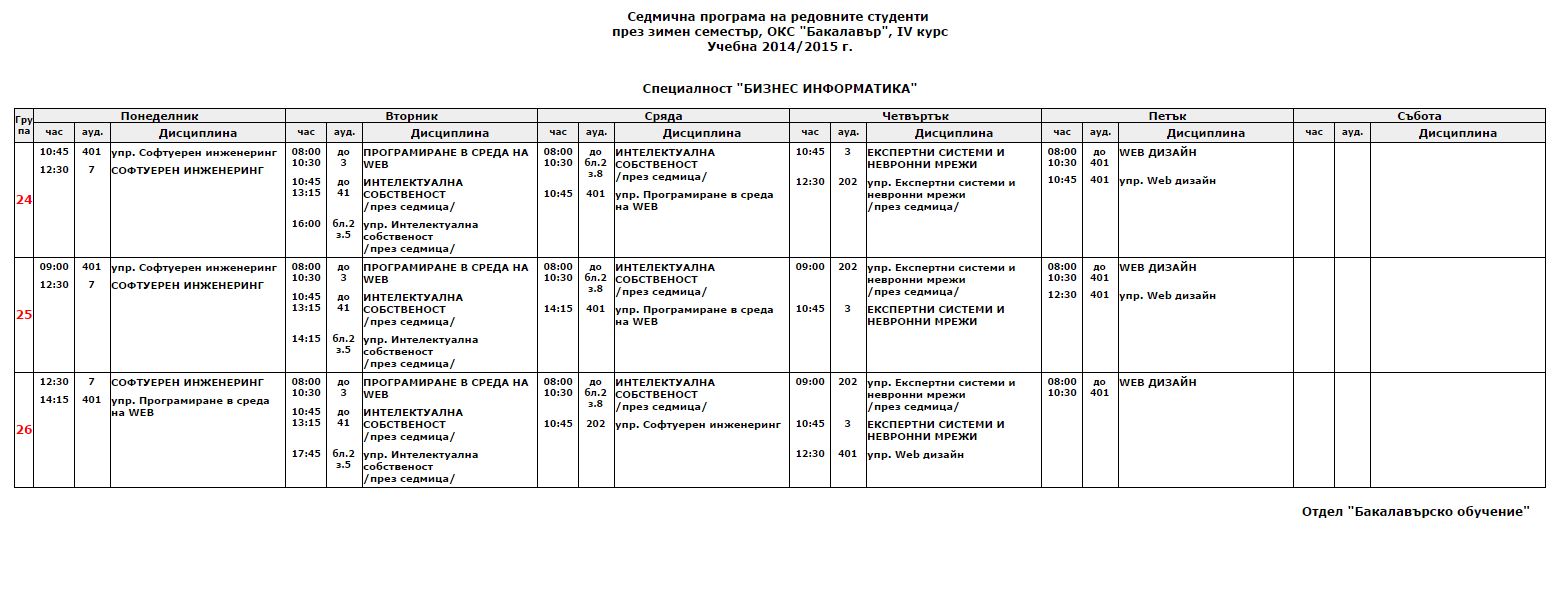 Седмична програма на редовните студенти
през зимен семестър, ОКС "Бакалавър", IV курс
Учебна 2014/2015 г.
Специалност "БИЗНЕС ИНФОРМАТИКА"
Гру
па
Понеделник
Вторник
Сряда
Четвъртък
Петък
Събота
час ауд. Дисциплина
час ауд. Дисциплина
час ауд. Дисциплина
час ауд. Дисциплина
час ауд. Дисциплина
час ауд. Дисциплина
24
10:45 401 упр. Софтуерен инженеринг
12:30 7 СОФТУЕРЕН ИНЖЕНЕРИНГ
08:00 до ПРОГРАМИРАНЕ В СРЕДА НА
10:30 3 WEB
10:45 до ИНТЕЛЕКТУАЛНА
13:15 41 СОБСТВЕНОСТ
/през седмица/
16:00 бл.2 упр. Интелектуална
з.5 собственост
/през седмица/
08:00 до ИНТЕЛЕКТУАЛНА
10:30 бл.2 СОБСТВЕНОСТ
з.8 /през седмица/
10:45 401 упр. Програмиране в среда
на WEB
10:45 3 ЕКСПЕРТНИ СИСТЕМИ И
НЕВРОННИ МРЕЖИ
12:30 202 упр. Експертни системи и
невронни мрежи
/през седмица/
08:00 до WEB ДИЗАЙН
10:30 401
10:45 401 упр. Web дизайн
25
09:00 401 упр. Софтуерен инженеринг
12:30 7 СОФТУЕРЕН ИНЖЕНЕРИНГ
08:00 до ПРОГРАМИРАНЕ В СРЕДА НА
10:30 3 WEB
10:45 до ИНТЕЛЕКТУАЛНА
13:15 41 СОБСТВЕНОСТ
/през седмица/
14:15 бл.2 упр. Интелектуална
з.5 собственост
/през седмица/
08:00 до ИНТЕЛЕКТУАЛНА
10:30 бл.2 СОБСТВЕНОСТ
з.8 /през седмица/
14:15 401 упр. Програмиране в среда
на WEB
09:00 202 упр. Експертни системи и
невронни мрежи
/през седмица/
10:45 3 ЕКСПЕРТНИ СИСТЕМИ И
НЕВРОННИ МРЕЖИ
08:00 до WEB ДИЗАЙН
10:30 401
12:30 401 упр. Web дизайн
26
12:30 7 СОФТУЕРЕН ИНЖЕНЕРИНГ
14:15 401 упр. Програмиране в среда
на WEB
08:00 до ПРОГРАМИРАНЕ В СРЕДА НА
10:30 3 WEB
10:45 до ИНТЕЛЕКТУАЛНА
13:15 41 СОБСТВЕНОСТ
/през седмица/
17:45 бл.2 упр. Интелектуална
з.5 собственост
/през седмица/
08:00 до ИНТЕЛЕКТУАЛНА
10:30 бл.2 СОБСТВЕНОСТ
з.8 /през седмица/
10:45 202 упр. Софтуерен инженеринг
09:00 202 упр. Експертни системи и
невронни мрежи
/през седмица/
10:45 3 ЕКСПЕРТНИ СИСТЕМИ И
НЕВРОННИ МРЕЖИ
12:30 401 упр. Web дизайн
08:00 до WEB ДИЗАЙН
10:30 401
Отдел "Бакалавърско обучение"